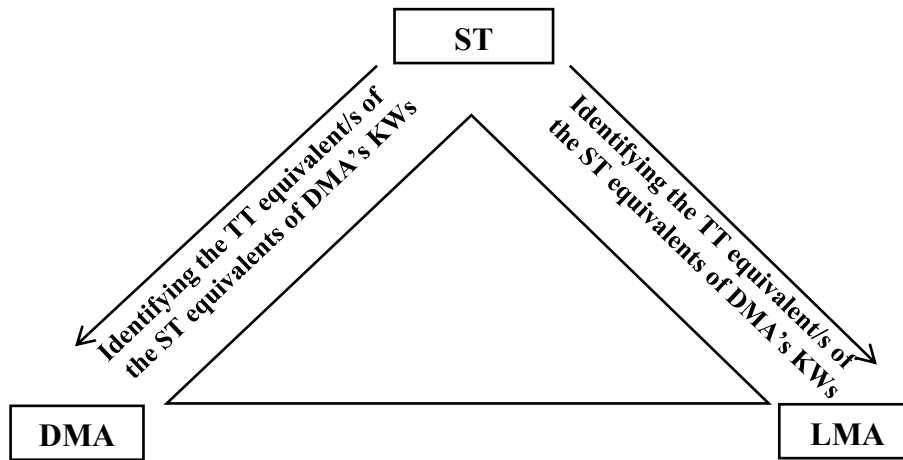 ST
Identifying the TT equivalent/s of
the ST equivalents of DMA’s KWs
Identifying the TT equivalent/s of
the ST equivalents of DMA’s KWs
DMA
LMA